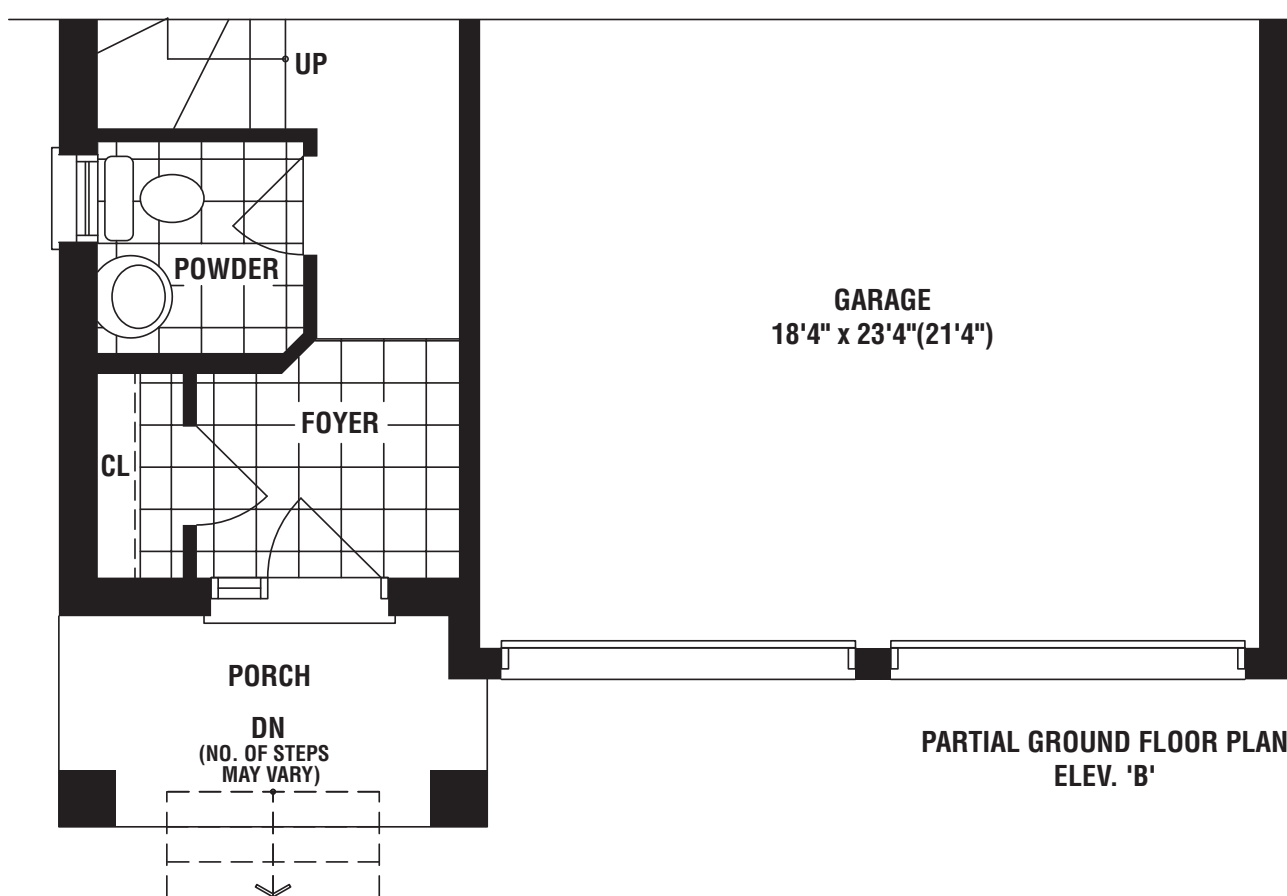 UP
POWDER
GARAGE
18'4" x 23'4"(21'4")
FOYER
CL
PORCH
DN
(NO. OF STEPS
MAY VARY)
PARTIAL GROUND FLOOR PLAN
ELEV. 'B'